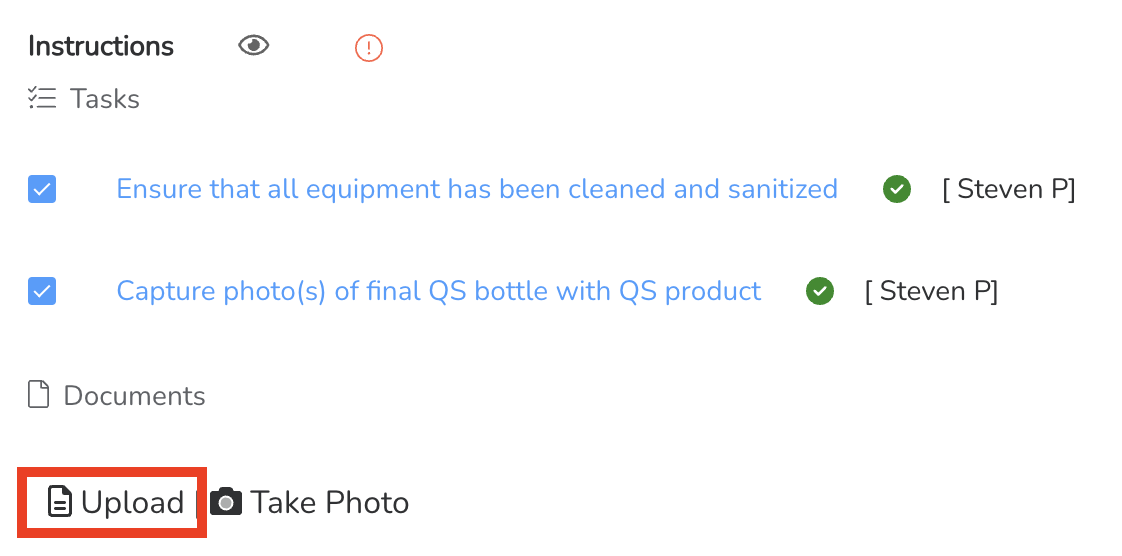 Instructions
Tasks
Ensure that all equipment has been cleaned and sanitized [ Steven P]
Capture photo(s) of final QS bottle with QS product [ Steven P]
Documents
Upload | Take Photo